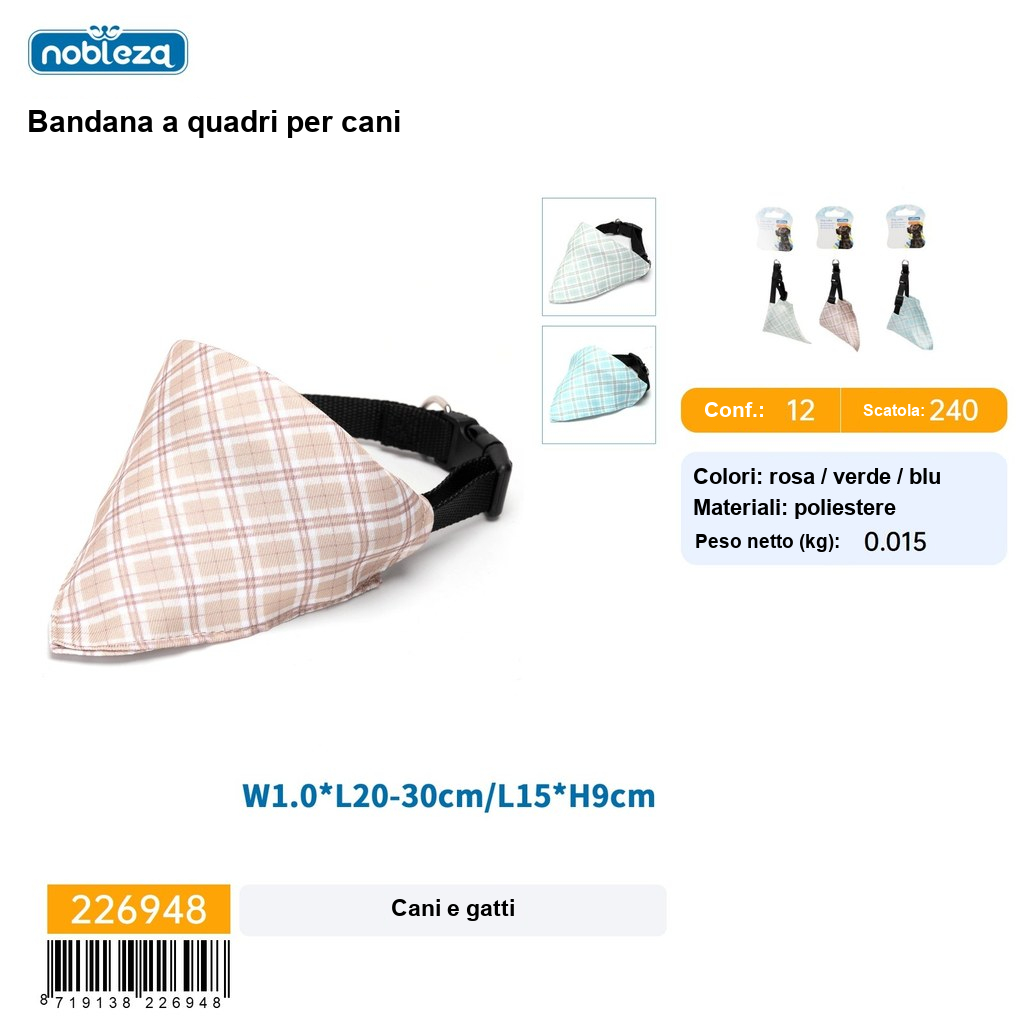 nobleza
Bandana a quadri per cani
Conf.: 12 Scatola: 240
Colori: rosa / verde / blu
Materiali: poliestere
Peso netto (kg): 0.015
W1.0*L20-30cm/L15*H9cm
226948
Cani e gatti
8 719138 226948